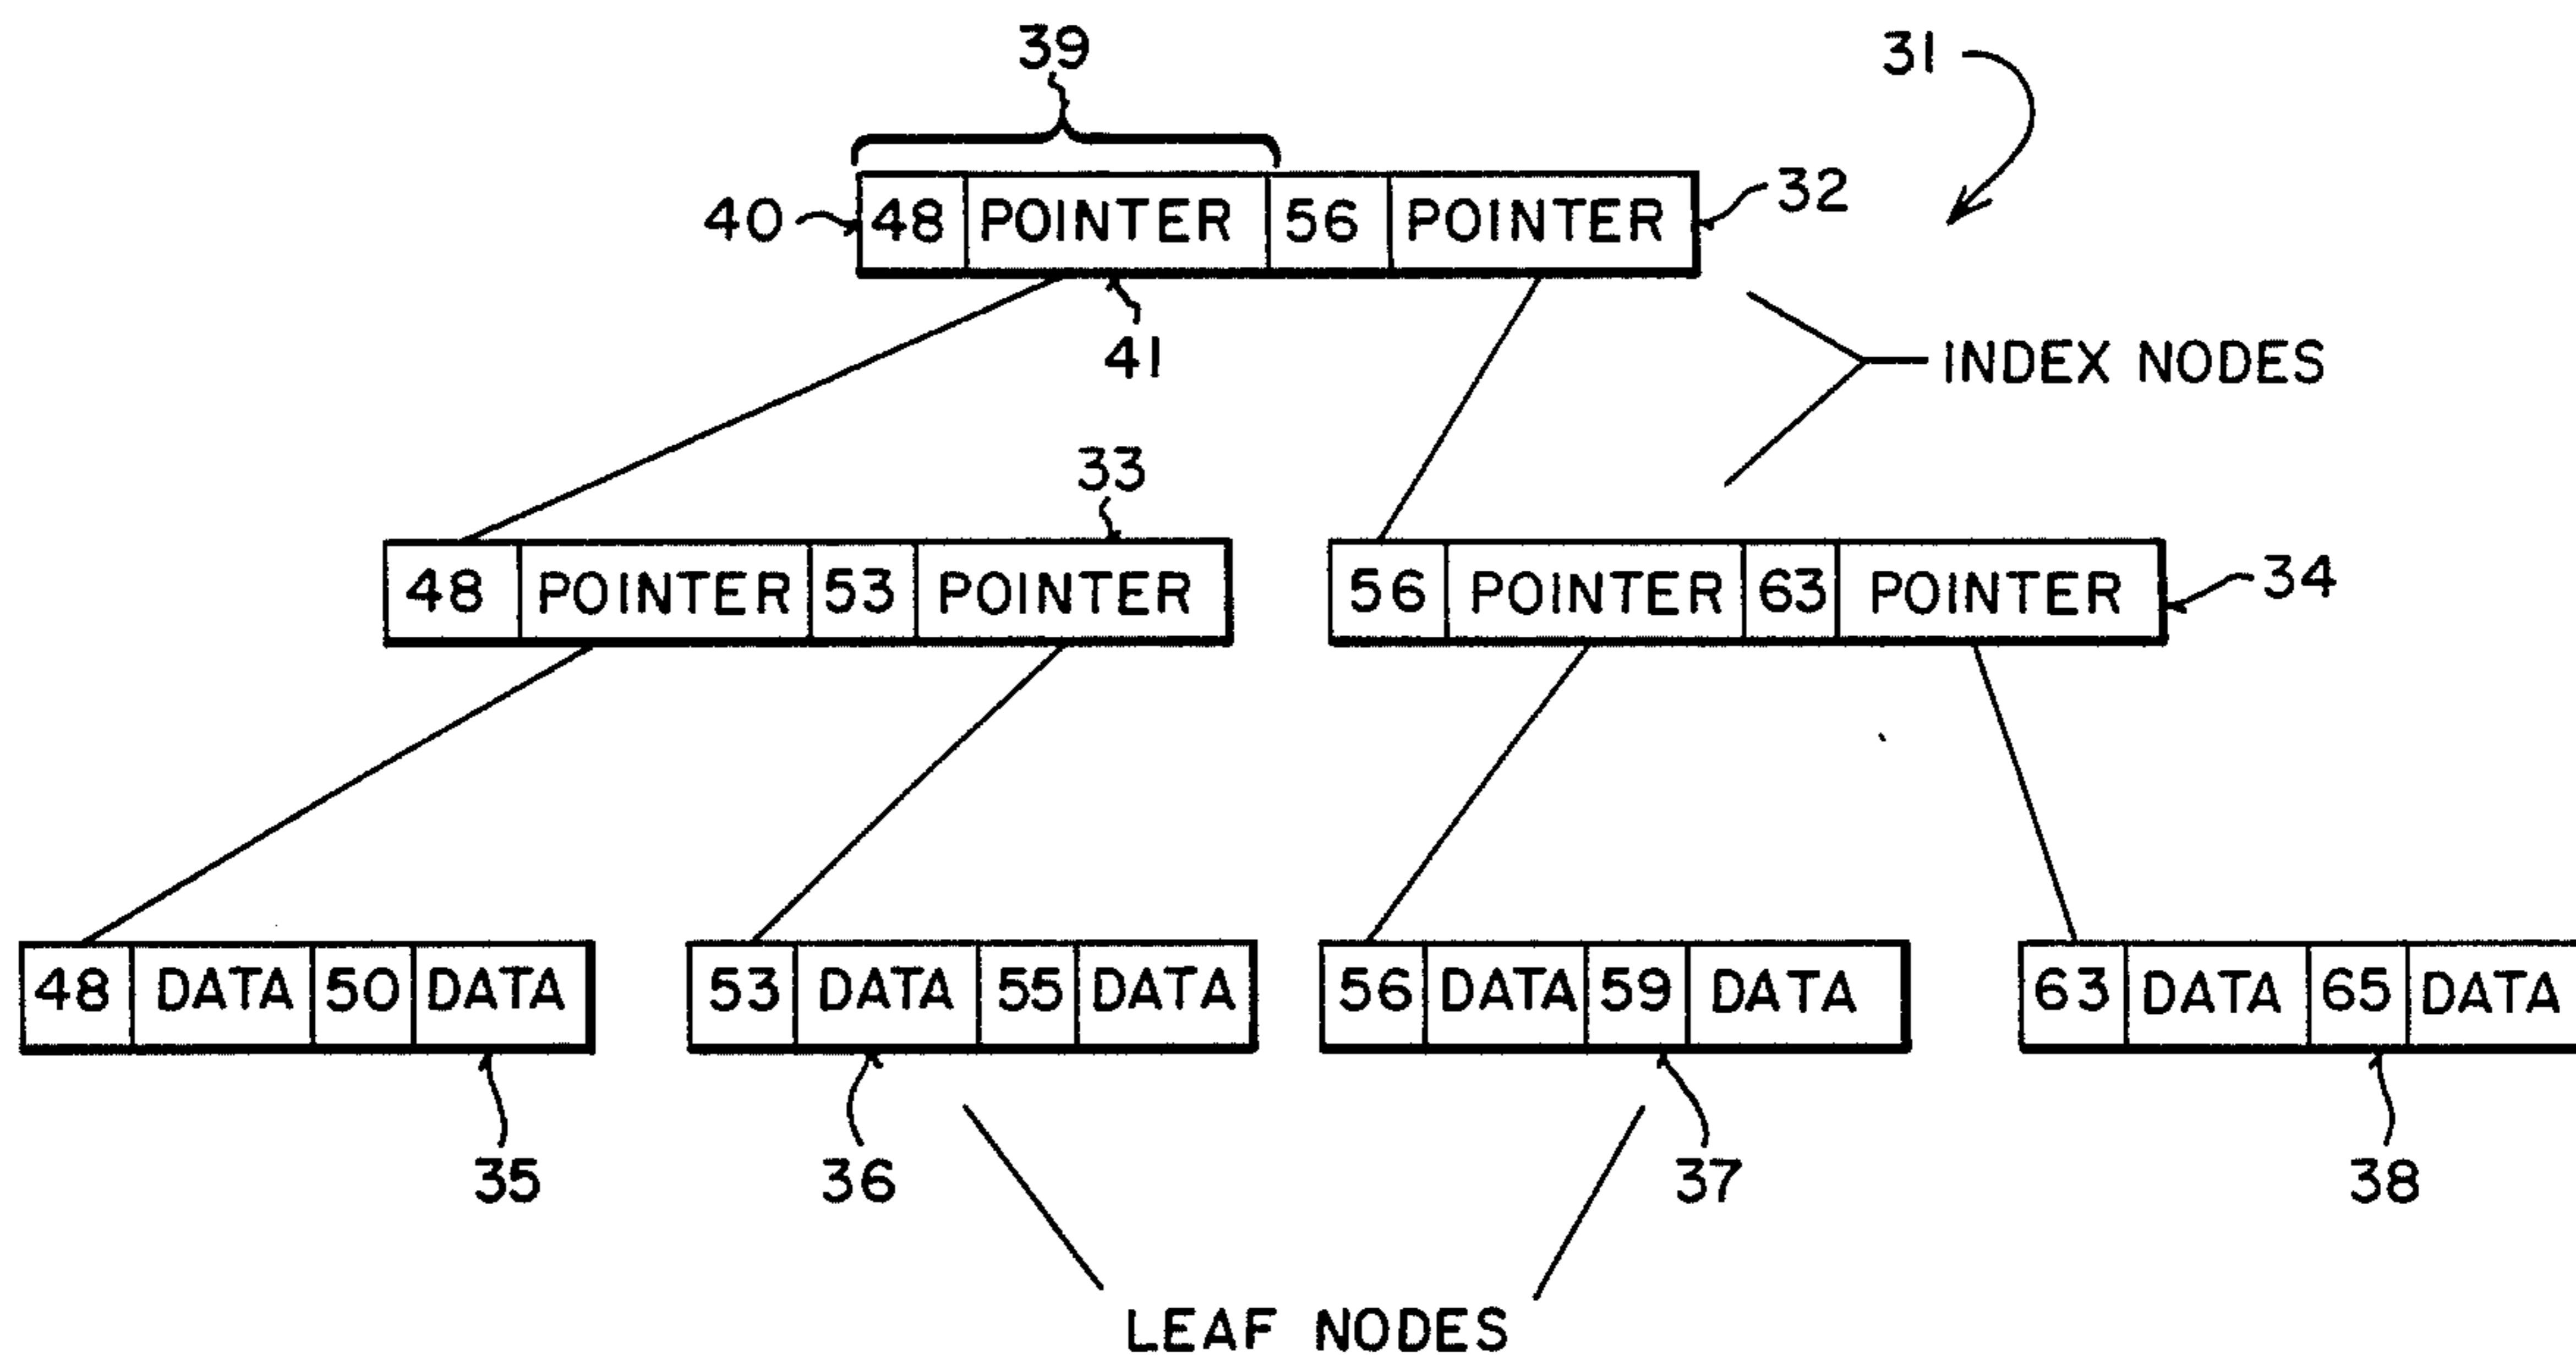 39
31
40 48 POINTER 56 POINTER 32
41
INDEX NODES
33
48 POINTER 53 POINTER
56 POINTER 63 POINTER 34
48 DATA 50 DATA
53 DATA 55 DATA
56 DATA 59 DATA
63 DATA 65 DATA
35
36
37
38
LEAF NODES